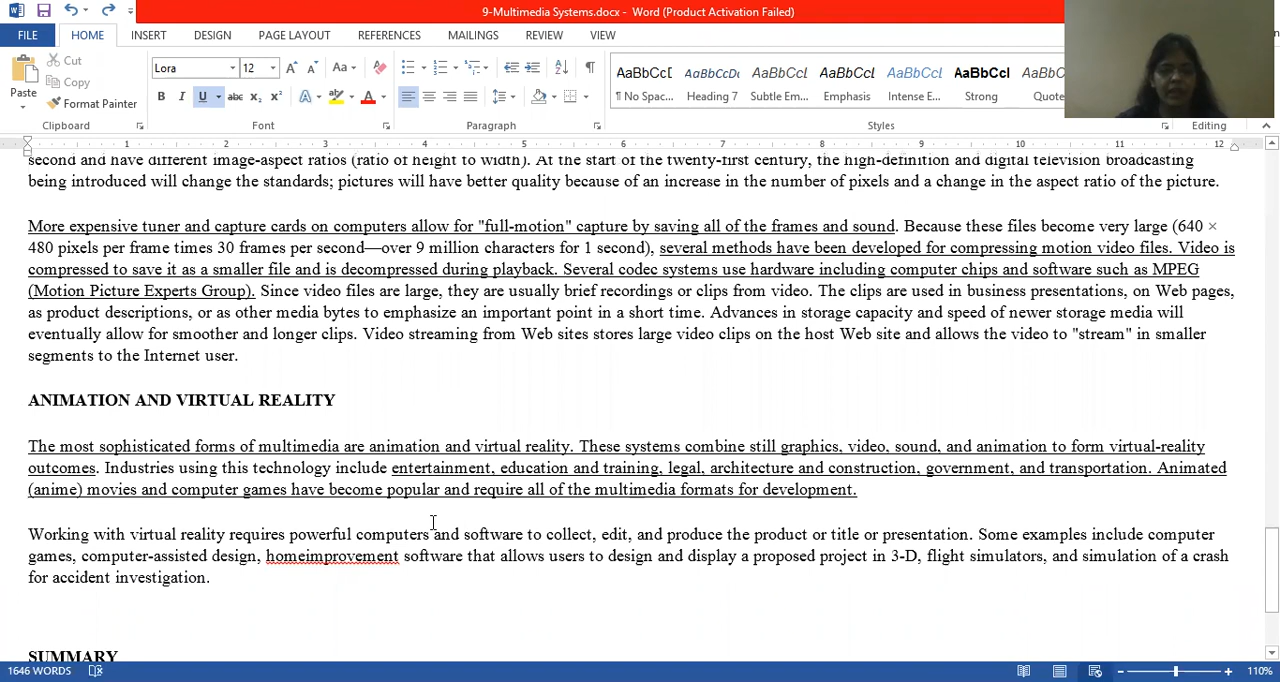 9-Multimedia Systems.docx - Word (Product Activation Failed)
FILE HOME INSERT DESIGN PAGE LAYOUT REFERENCES MAILINGS REVIEW VIEW
Cut
Copy
Format Painter
Paste
Lora 12
AaBbCcD AaBbCcDc AaBbCcL AaBbCcL AaBbCcL AaBbCcl AaBbCc
¶ No Spac... Heading 7 Subtle Em... Emphasis Intense E... Strong Quote
Clipboard Font Paragraph Styles Editing
1 2 3 4 5 6 7 8 9 10 11 12
second and have different image-aspect ratios (ratio of height to width). At the start of the twenty-first century, the high-definition and digital television broadcasting
being introduced will change the standards; pictures will have better quality because of an increase in the number of pixels and a change in the aspect ratio of the picture.
More expensive tuner and capture cards on computers allow for "full-motion" capture by saving all of the frames and sound. Because these files become very large (640 ×
480 pixels per frame times 30 frames per second—over 9 million characters for 1 second), several methods have been developed for compressing motion video files. Video is
compressed to save it as a smaller file and is decompressed during playback. Several codec systems use hardware including computer chips and software such as MPEG
(Motion Picture Experts Group). Since video files are large, they are usually brief recordings or clips from video. The clips are used in business presentations, on Web pages,
as product descriptions, or as other media bytes to emphasize an important point in a short time. Advances in storage capacity and speed of newer storage media will
eventually allow for smoother and longer clips. Video streaming from Web sites stores large video clips on the host Web site and allows the video to "stream" in smaller
segments to the Internet user.
ANIMATION AND VIRTUAL REALITY
The most sophisticated forms of multimedia are animation and virtual reality. These systems combine still graphics, video, sound, and animation to form virtual-reality
outcomes. Industries using this technology include entertainment, education and training, legal, architecture and construction, government, and transportation. Animated
(anime) movies and computer games have become popular and require all of the multimedia formats for development.
Working with virtual reality requires powerful computers and software to collect, edit, and produce the product or title or presentation. Some examples include computer
games, computer-assisted design, homeimprovement software that allows users to design and display a proposed project in 3-D, flight simulators, and simulation of a crash
for accident investigation.
SUMMARY
1646 WORDS 110%